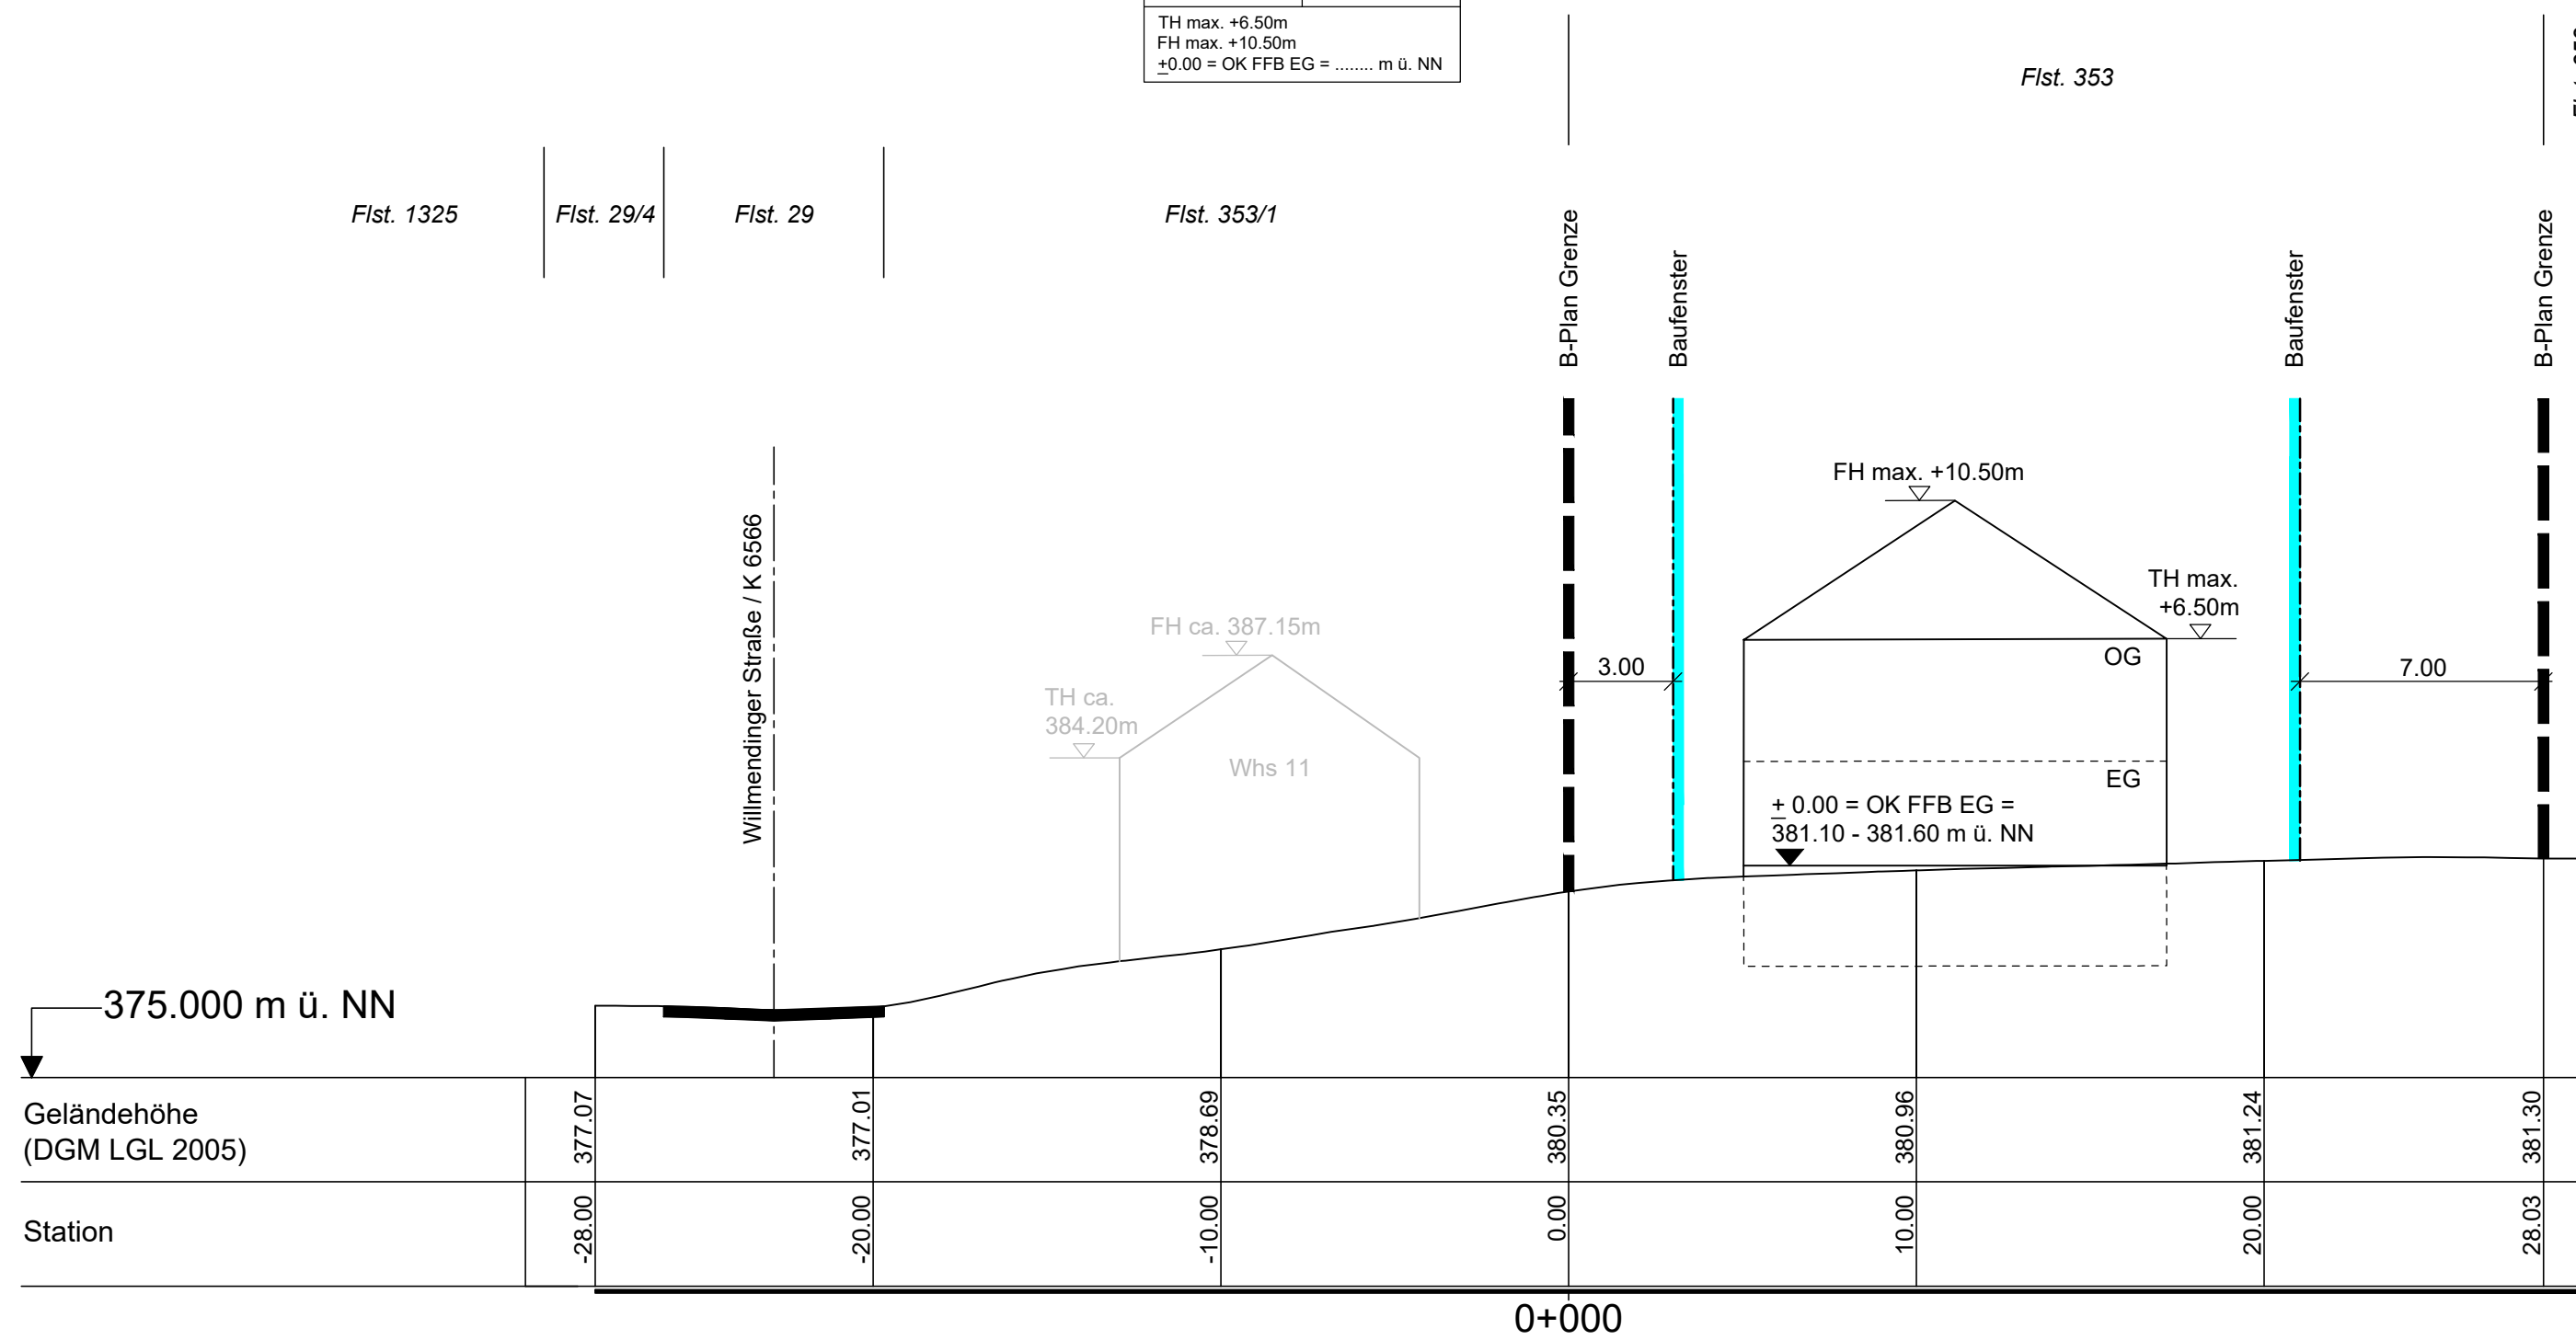 TH max. +6.50m
FH max. +10.50m
±0.00 = OK FFB EG = ........ m ü. NN
Flst. 353
Flst. 1325
Flst. 29/4
Flst. 29
Flst. 353/1
B-Plan Grenze
Baufenster
Baufenster
B-Plan Grenze
Willmendinger Straße / K 6566
FH max. +10.50m
TH max.
+6.50m
FH ca. 387.15m
TH ca.
384.20m
Whs 11
3.00
7.00
OG
EG
± 0.00 = OK FFB EG =
381.10 - 381.60 m ü. NN
375.000 m ü. NN
Geländehöhe
(DGM LGL 2005)
377.07
377.01
378.69
380.35
380.96
381.24
381.30
Station
-28.00
-20.00
-10.00
0.00
10.00
20.00
28.03
0+000